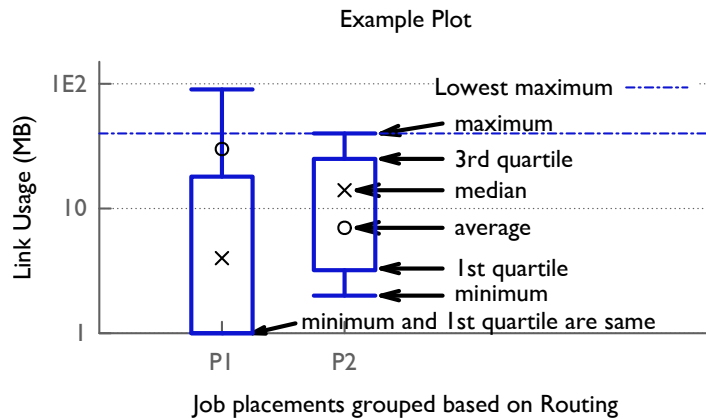 Example Plot
1E2
Lowest maximum
maximum
3rd quartile
median
10
average
1st quartile
minimum
minimum and 1st quartile are same
1
Link Usage (MB)
P1
P2
Job placements grouped based on Routing